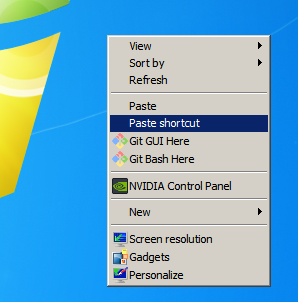 View
Sort by
Refresh
Paste
Paste shortcut
Git GUI Here
Git Bash Here
NVIDIA Control Panel
New
Screen resolution
Gadgets
Personalize